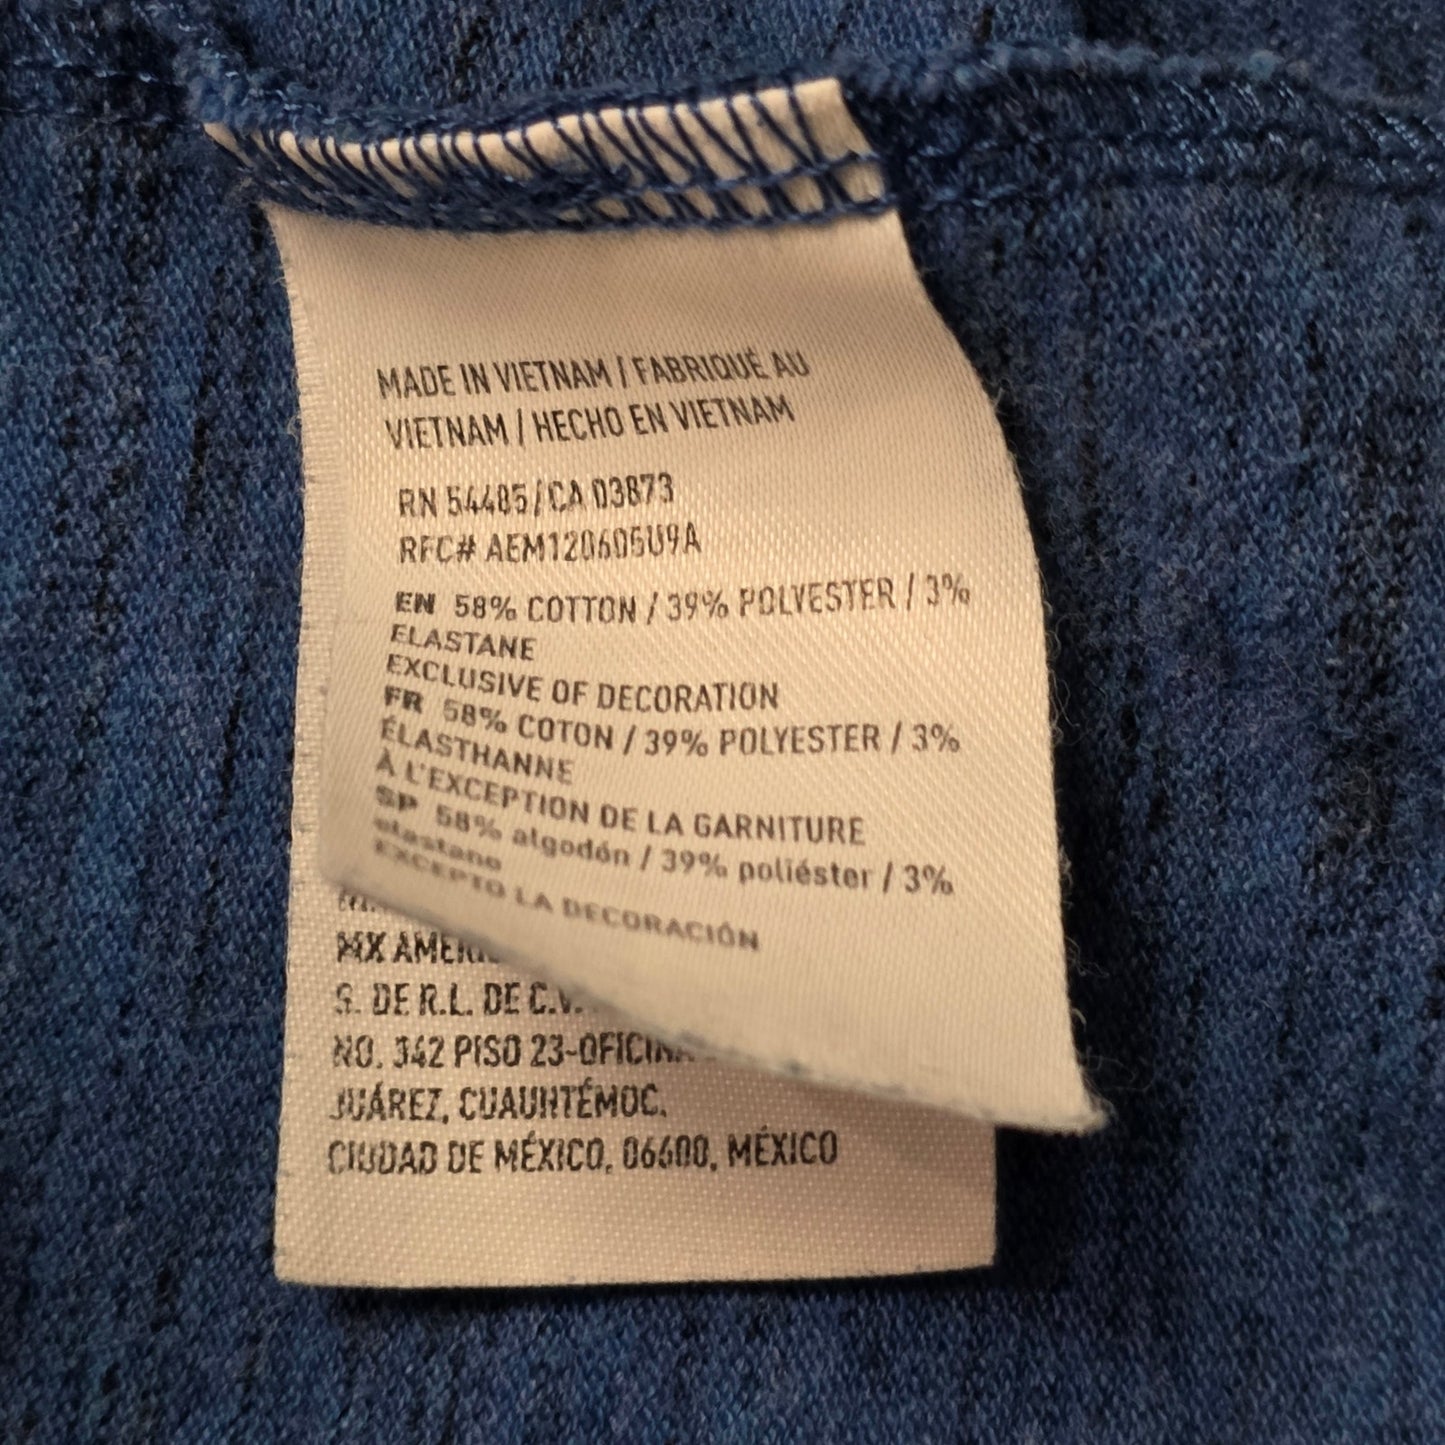 MADE IN VIETNAM / FABRIQUÉ AU
VIETNAM / HECHO EN VIETNAM
RN 54485/CA 03873
RFC# AEM120605U9A
EN 58% COTTON / 39% POLYESTER / 3%
ELASTANE
EXCLUSIVE OF DECORATION
FR 58% COTON / 39% POLYESTER / 3%
ÉLASTHANNE
À L'EXCEPTION DE LA GARNITURE
SP 58% algodón / 39% poliéster / 3%
elastano
EXCEPTO LA DECORACIÓN
MX
S. DE R.L. DE C.V.
NO. 342 PISO 23-OFICINA
JUÁREZ, CUAUHTÉMOC.
CIUDAD DE MÉXICO, 06600, MÉXICO